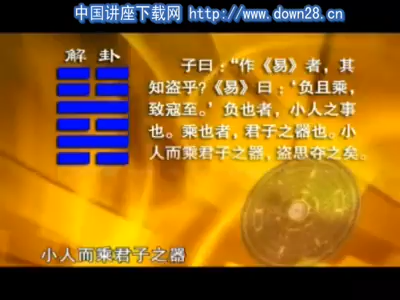 中国讲座下载网 http://www.down28.cn
解 卦
子曰:“作《易》者,其
知盗乎?《易》曰:‘负且乘,
致寇至。’负也者,小人之事
也。乘也者,君子之器也。小
人而乘君子之器,盗思夺之矣。
小人而乘君子之器